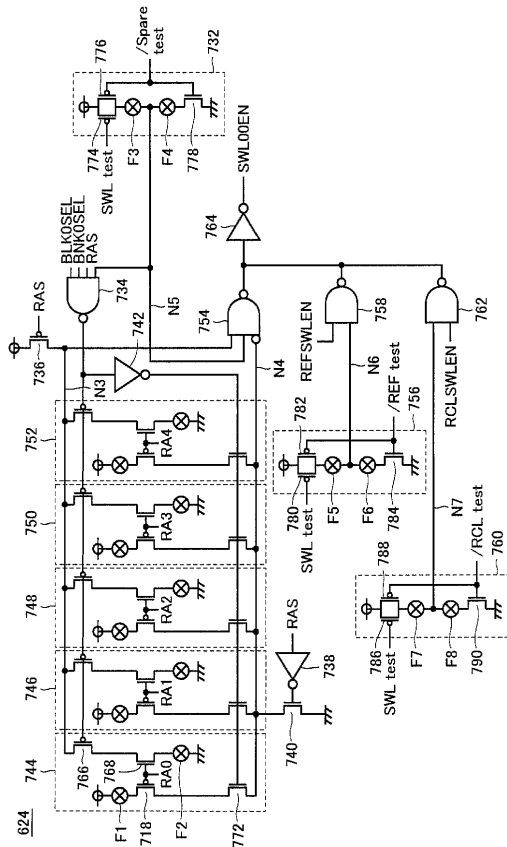 624
744
746
748
750
752
736
RAS
BLK0SEL
BNK0SEL
RAS
734
N3
742
N5
N4
754
764
SWL00EN
774
776
SWL test
F3
F4
778
732
/Spare
test
766
768
F1
718
RA0
F2
772
RA1
RA2
RA3
RA4
740
738
RAS
REFSWLEN
758
N6
762
RCLSWLEN
N7
780
782
SWL test
F5
F6
784
/REF test
756
786
788
SWL test
F7
F8
790
/RCL test
760